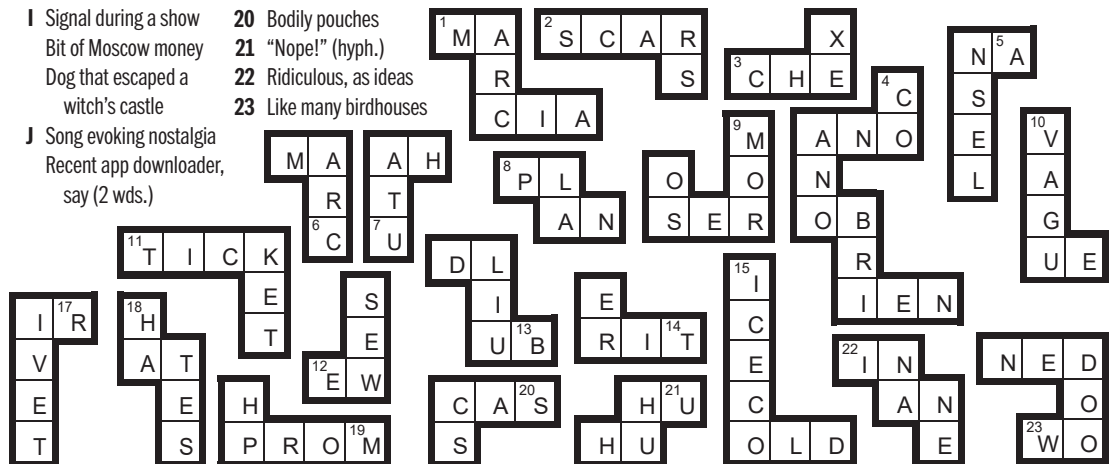 I Signal during a show
Bit of Moscow money
Dog that escaped a
witch's castle
J Song evoking nostalgia
Recent app downloader,
say (2 wds.)
20 Bodily pouches
21 “Nope!” (hyph.)
22 Ridiculous, as ideas
23 Like many birdhouses
1 M A
R
C I A
2 S C A R
S
X
3 C H E
4 C
A N O
N
O B
R
I E N
N 5 A
S
E
L
M A
R
6 C
A H
T
7 U
8 P L
A N
9 M
O O
S E R
10 V
A
G
U E
11 T I C K
E
T
D L
I
U 13 B
E
R I 14 T
15 I
C
E
C
O L D
I 17 R
V
E
T
18 H
A T
E
S
S
E
12 E W
H
P R O 19 M
C A 20 S
S
H 21 U
H U
22 I N
A N
E
N E D
O
23 W O